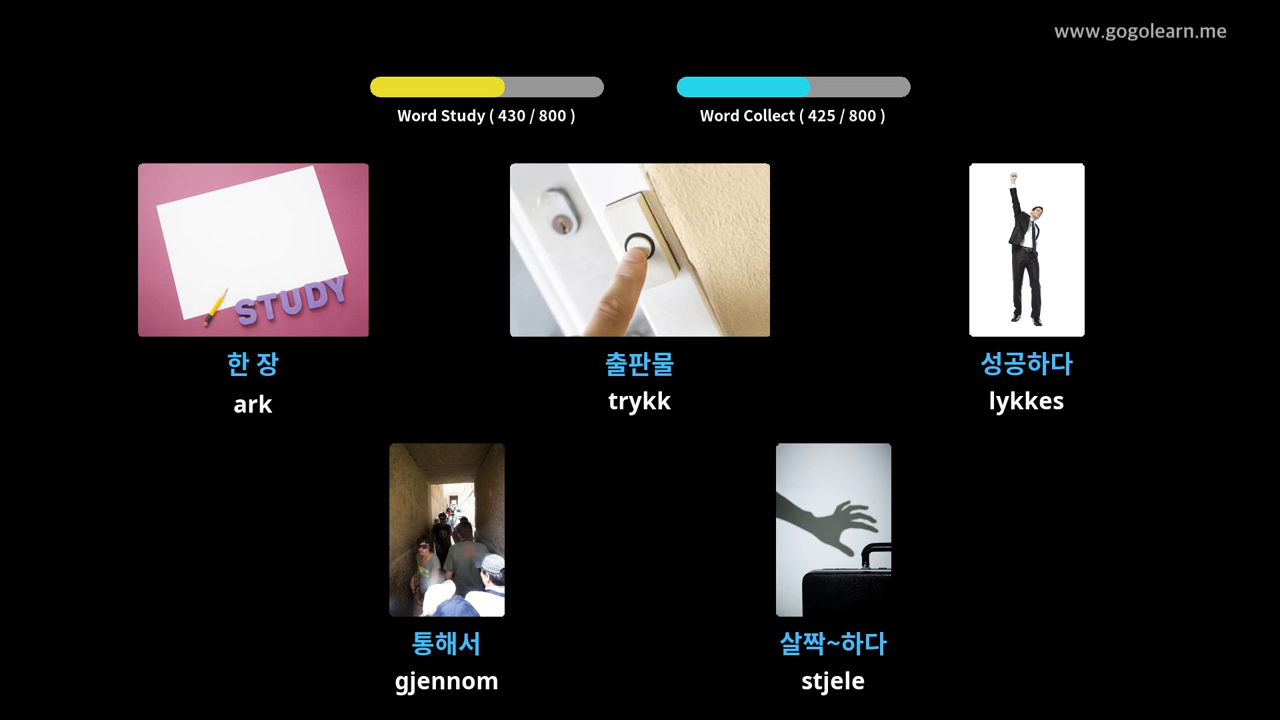 www.gogolearn.me
Word Study ( 430 / 800 )
Word Collect ( 425 / 800 )
STUDY
한 장
ark
출판물
trykk
성공하다
lykkes
통해서
gjennom
살짝~하다
stjele